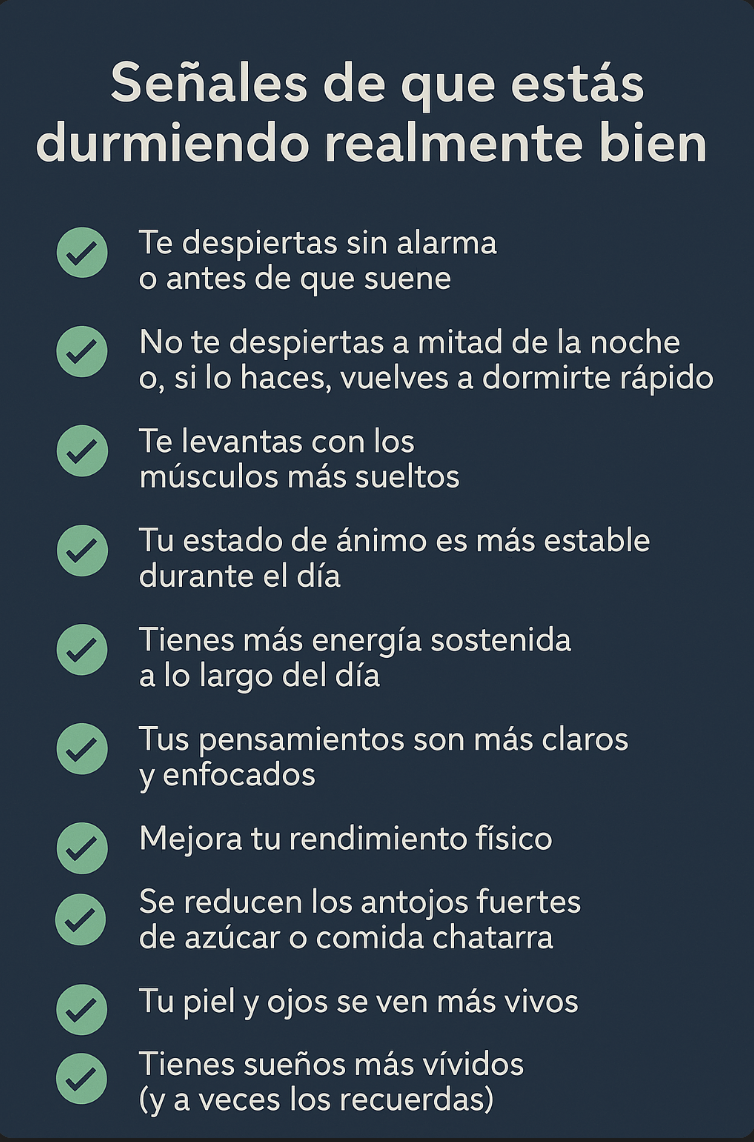 Señales de que estás
durmiendo realmente bien
Te despiertas sin alarma
o antes de que suene
No te despiertas a mitad de la noche
o, si lo haces, vuelves a dormirte rápido
Te levantas con los
músculos más sueltos
Tu estado de ánimo es más estable
durante el día
Tienes más energía sostenida
a lo largo del día
Tus pensamientos son más claros
y enfocados
Mejora tu rendimiento físico
Se reducen los antojos fuertes
de azúcar o comida chatarra
Tu piel y ojos se ven más vivos
Tienes sueños más vívidos
(y a veces los recuerdas)